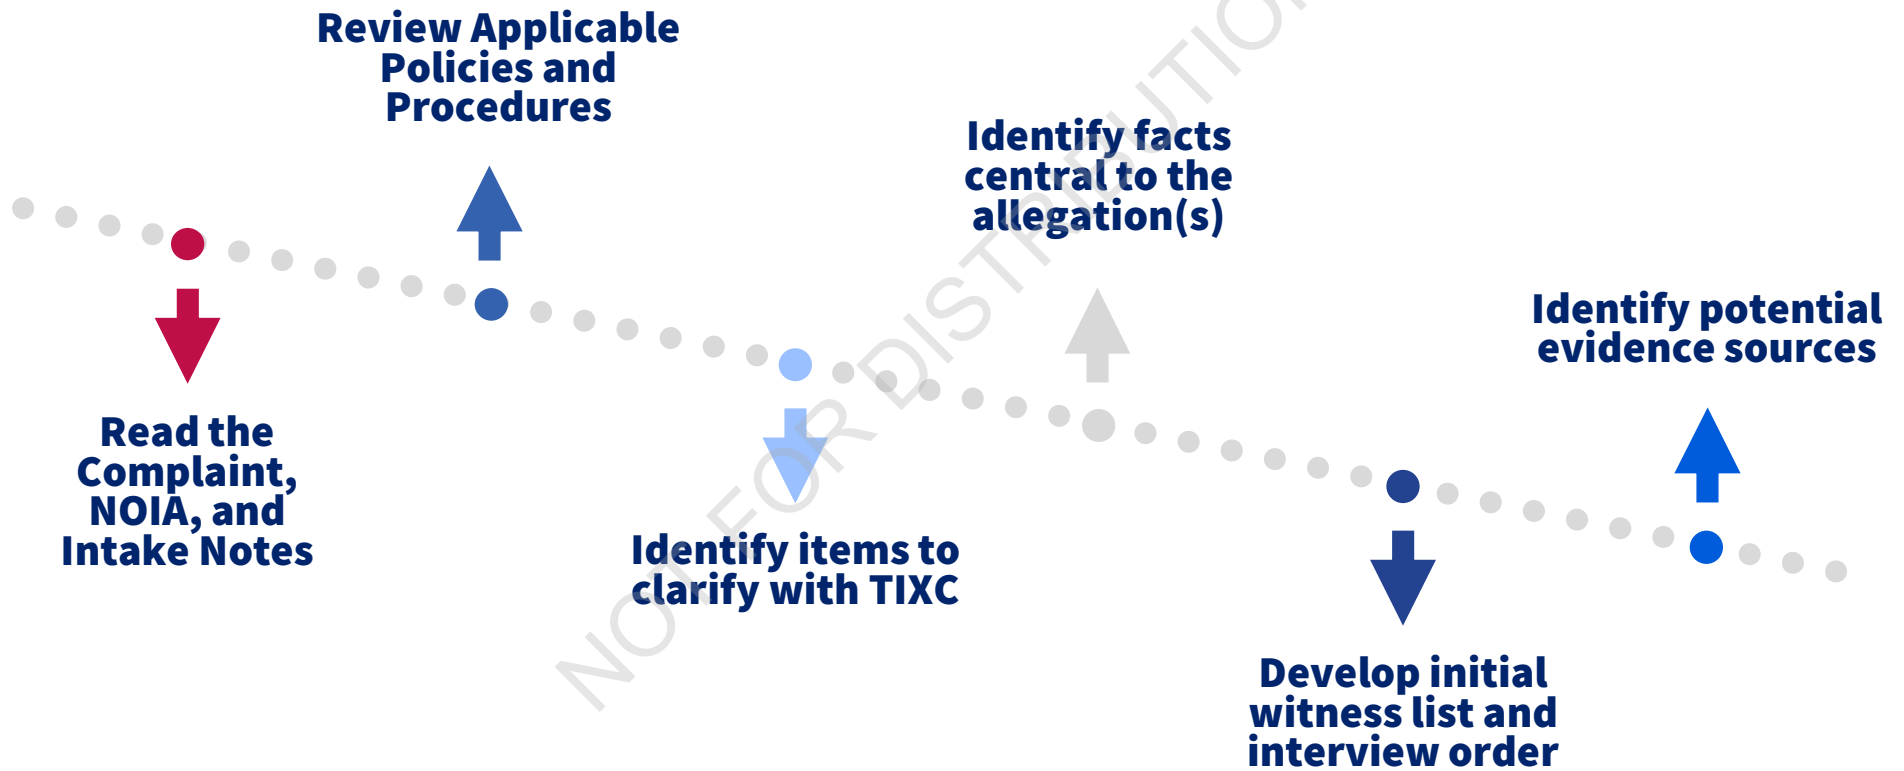 Review Applicable
Policies and
Procedures
Identify facts
central to the
allegation(s)
Identify potential
evidence sources
Read the
Complaint,
NOIA, and
Intake Notes
Identify items to
clarify with TIXC
Develop initial
witness list and
interview order
NOT FOR DISTRIBUTION